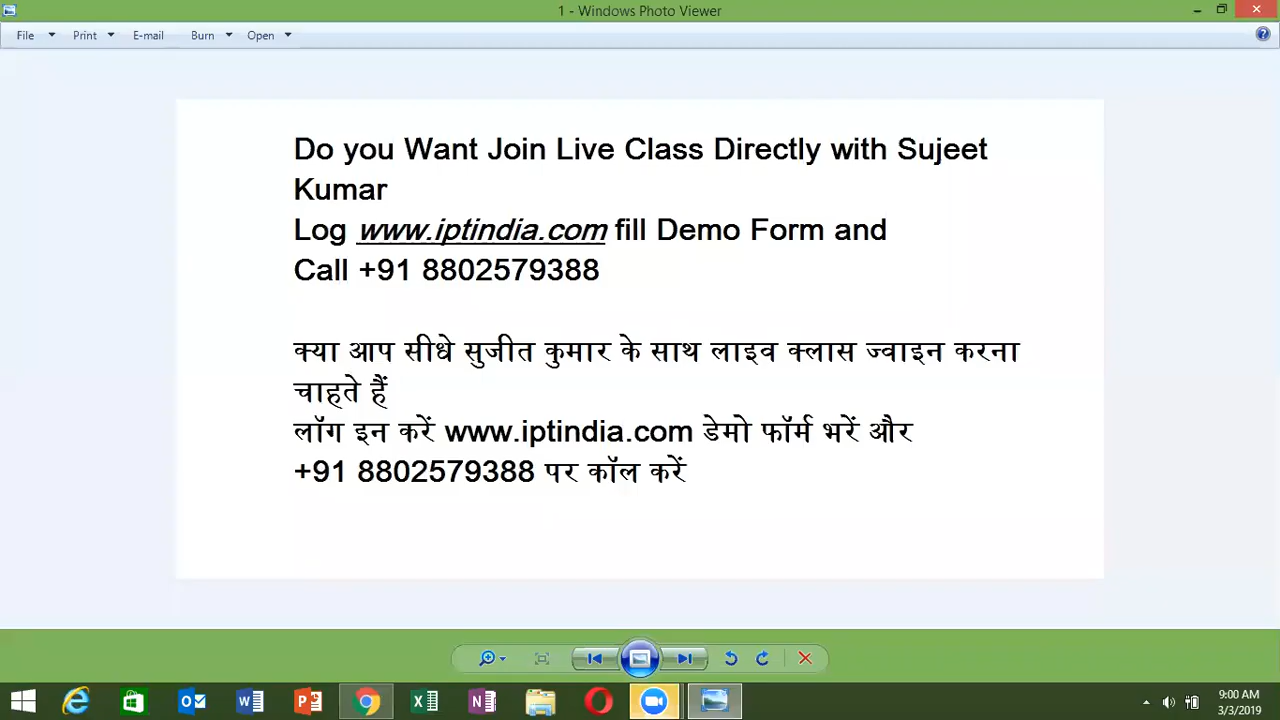 1 - Windows Photo Viewer
File Print E-mail Burn Open
Do you Want Join Live Class Directly with Sujeet
Kumar
Log www.iptindia.com fill Demo Form and
Call +91 8802579388
क्या आप सीधे सुजीत कुमार के साथ लाइव क्लास ज्वाइन करना
चाहते हैं
लॉग इन करें www.iptindia.com डेमो फॉर्म भरें और
+91 8802579388 पर कॉल करें
9:00 AM
3/3/2019